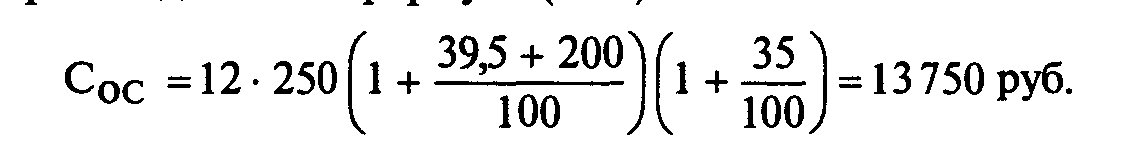 C_OC = 12 · 250 (1 + (39,5 + 200)/100) (1 + 35/100) = 13 750 руб.